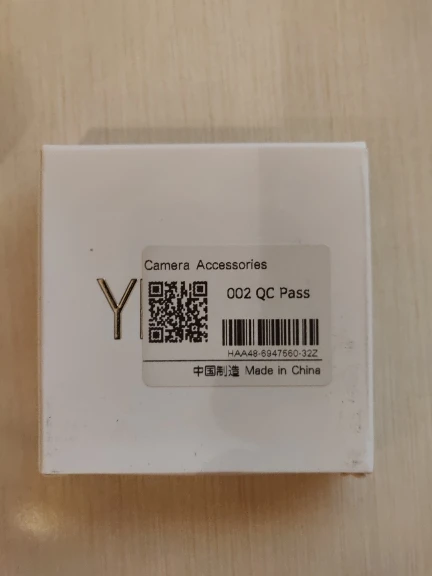 Camera Accessories
Y
002 QC Pass
HAA48-6947560-32Z
中国制造 Made in China